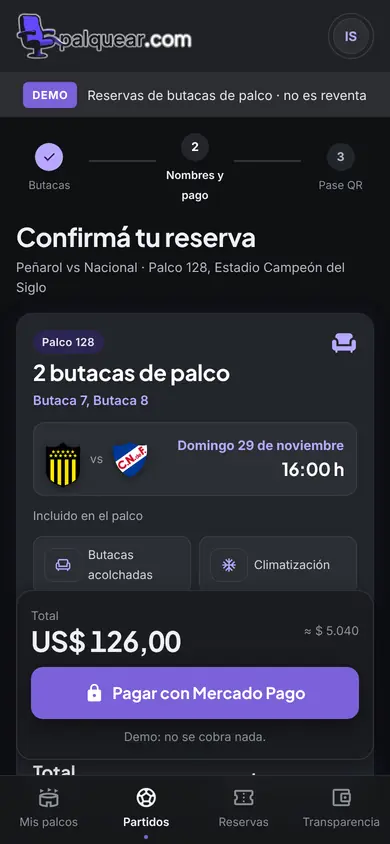 palquear.com
IS
DEMO Reservas de butacas de palco · no es reventa
2
3
Butacas
Nombres y
pago
Pase QR
Confirmá tu reserva
Peñarol vs Nacional · Palco 128, Estadio Campeón del
Siglo
Palco 128
2 butacas de palco
Butaca 7, Butaca 8
vs
C.N. de F.
Domingo 29 de noviembre
16:00 h
Incluido en el palco
Butacas
acolchadas
Climatización
Total
US$ 126,00
≈ $ 5.040
Pagar con Mercado Pago
Demo: no se cobra nada.
Total
Mis palcos
Partidos
Reservas
Transparencia